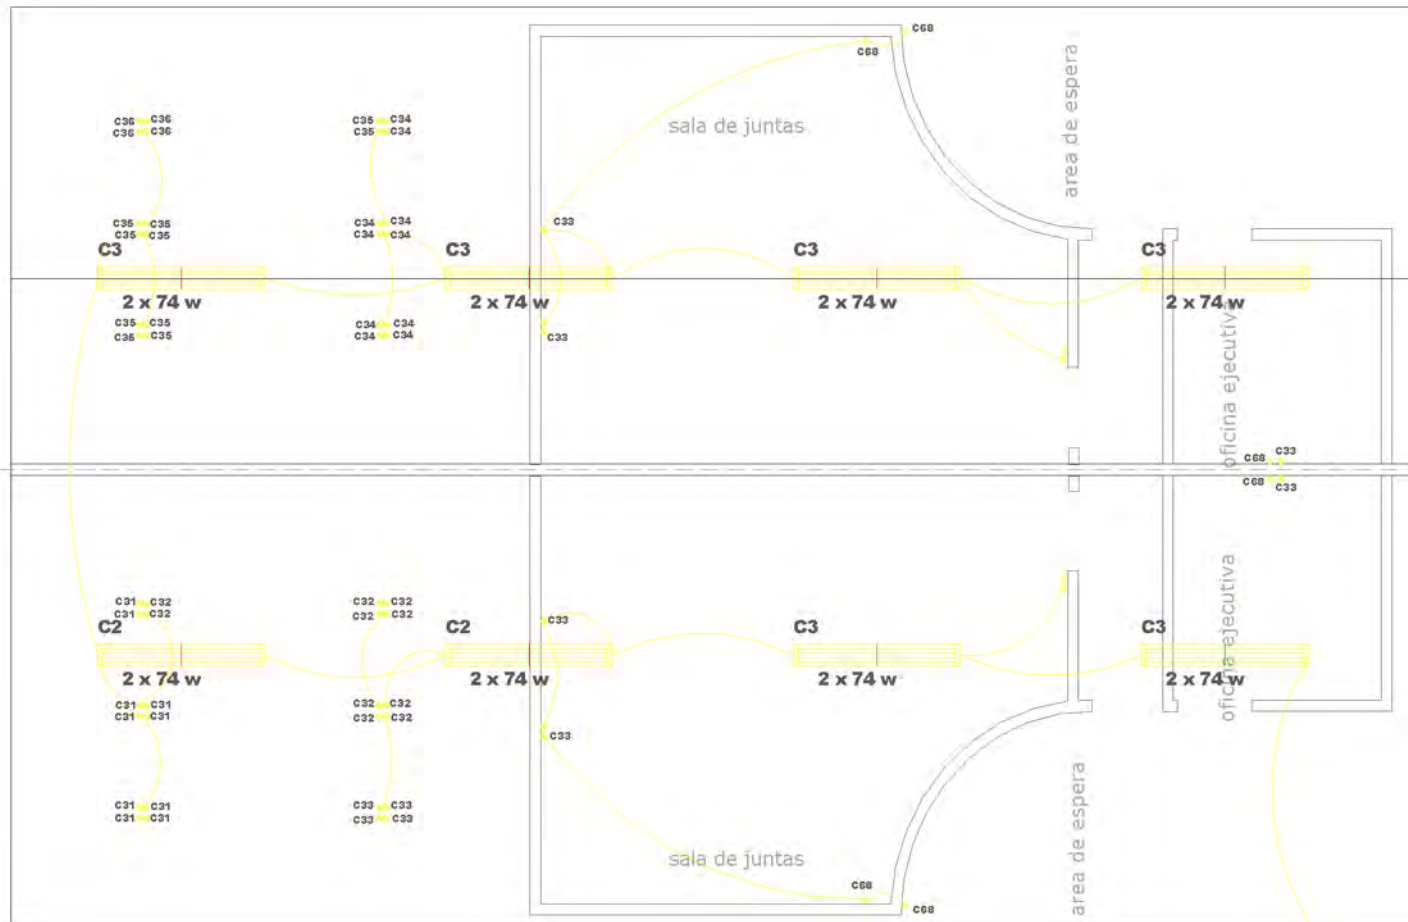 C68
C68
area de espera
sala de juntas
C36 C36
C36 C36
C35 C34
C35 C34
C35 C35
C35 C35
C34 C34
C34 C34
C33
C3
C3
C3
C3
2 x 74 w
2 x 74 w
2 x 74 w
2 x 74 w
C35 C35
C35 C35
C34 C34
C34 C34
C33
oficina ejecutiva
C68 C33
C68 C33
oficina ejecutiva
C31 C32
C31 C32
C32 C32
C32 C32
C33
C2
C2
C3
C3
2 x 74 w
2 x 74 w
2 x 74 w
2 x 74 w
C31 C31
C31 C31
C32 C32
C32 C32
C33
C31 C31
C31 C31
C33 C33
C33 C33
area de espera
sala de juntas
C68
C68